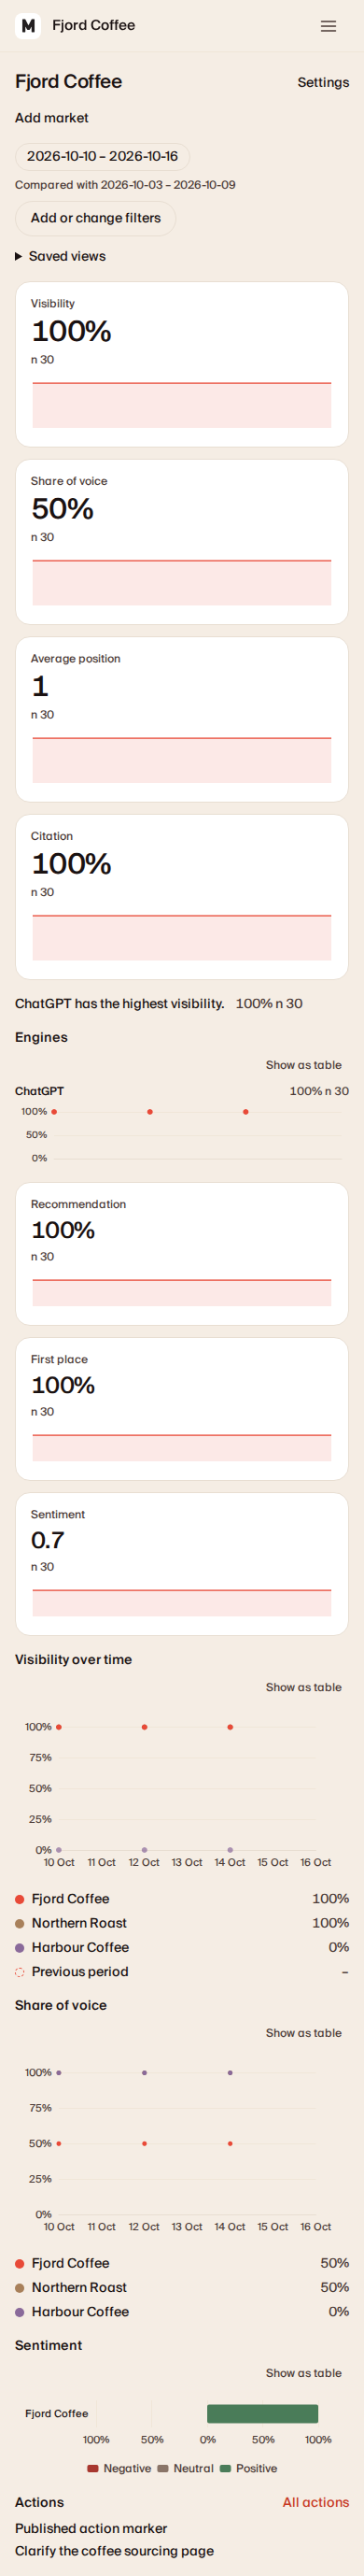 M Fjord Coffee
Fjord Coffee
Settings
Add market
2026-10-10 – 2026-10-16
Compared with 2026-10-03 – 2026-10-09
Add or change filters
Saved views
Visibility
100%
n 30
Share of voice
50%
n 30
Average position
1
n 30
Citation
100%
n 30
ChatGPT has the highest visibility. 100% n 30
Engines
Show as table
ChatGPT 100% n 30
100%
50%
0%
Recommendation
100%
n 30
First place
100%
n 30
Sentiment
0.7
n 30
Visibility over time
Show as table
100%
75%
50%
25%
0%
10 Oct 11 Oct 12 Oct 13 Oct 14 Oct 15 Oct 16 Oct
Fjord Coffee 100%
Northern Roast 100%
Harbour Coffee 0%
Previous period –
Share of voice
Show as table
100%
75%
50%
25%
0%
10 Oct 11 Oct 12 Oct 13 Oct 14 Oct 15 Oct 16 Oct
Fjord Coffee 50%
Northern Roast 50%
Harbour Coffee 0%
Sentiment
Show as table
Fjord Coffee
100% 50% 0% 50% 100%
Negative Neutral Positive
Actions All actions
Published action marker
Clarify the coffee sourcing page